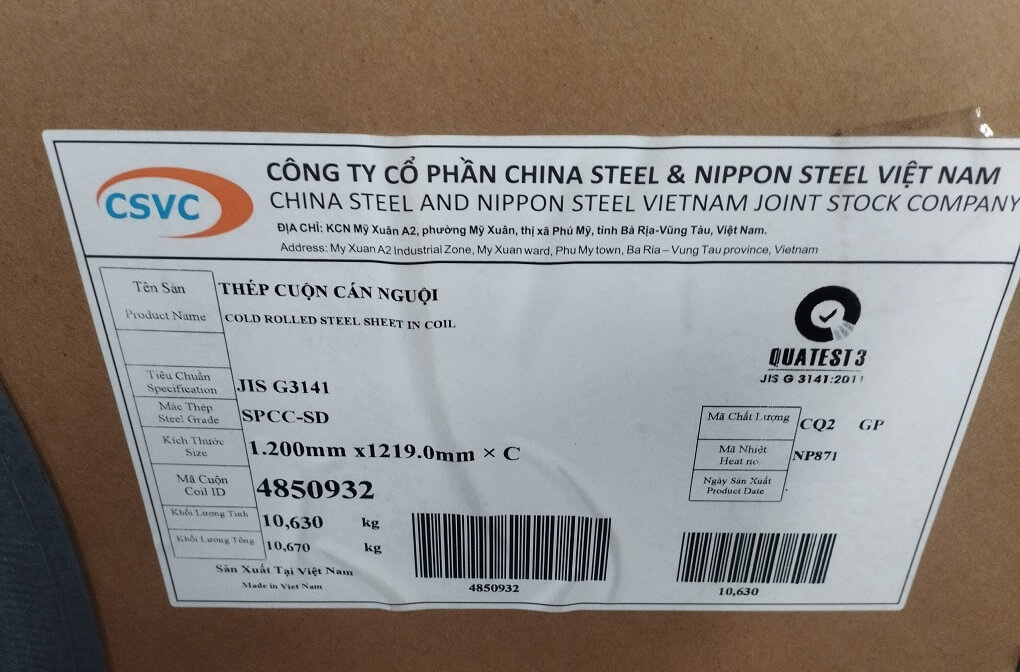 CSVC
CÔNG TY CỔ PHẦN CHINA STEEL & NIPPON STEEL VIỆT NAM
CHINA STEEL AND NIPPON STEEL VIETNAM JOINT STOCK COMPANY
ĐỊA CHỈ: KCN Mỹ Xuân A2, phường Mỹ Xuân, thị xã Phú Mỹ, tỉnh Bà Rịa-Vũng Tàu, Việt Nam.
Address: My Xuan A2 Industrial Zone, My Xuan ward, Phu My town, Ba Ria – Vung Tau province, Vietnam
Tên Sản THÉP CUỘN CÁN NGUỘI
Product Name COLD ROLLED STEEL SHEET IN COIL
QUATEST 3
JIS G 3141:2011
Tiêu Chuẩn
Specification JIS G3141
Mác Thép
Steel Grade SPCC-SD
Mã Chất Lượng CQ2 GP
Kích Thước
Size 1.200mm x1219.0mm × C
Mã Nhiệt
Heat no. NP871
Mã Cuộn
Coil ID 4850932
Ngày Sản Xuất
Product Date
Khối Lượng Tinh 10,630 kg
Khối Lượng Tổng 10,670 kg
Sản Xuất Tại Việt Nam
Made in Viet Nam
4850932
10,630